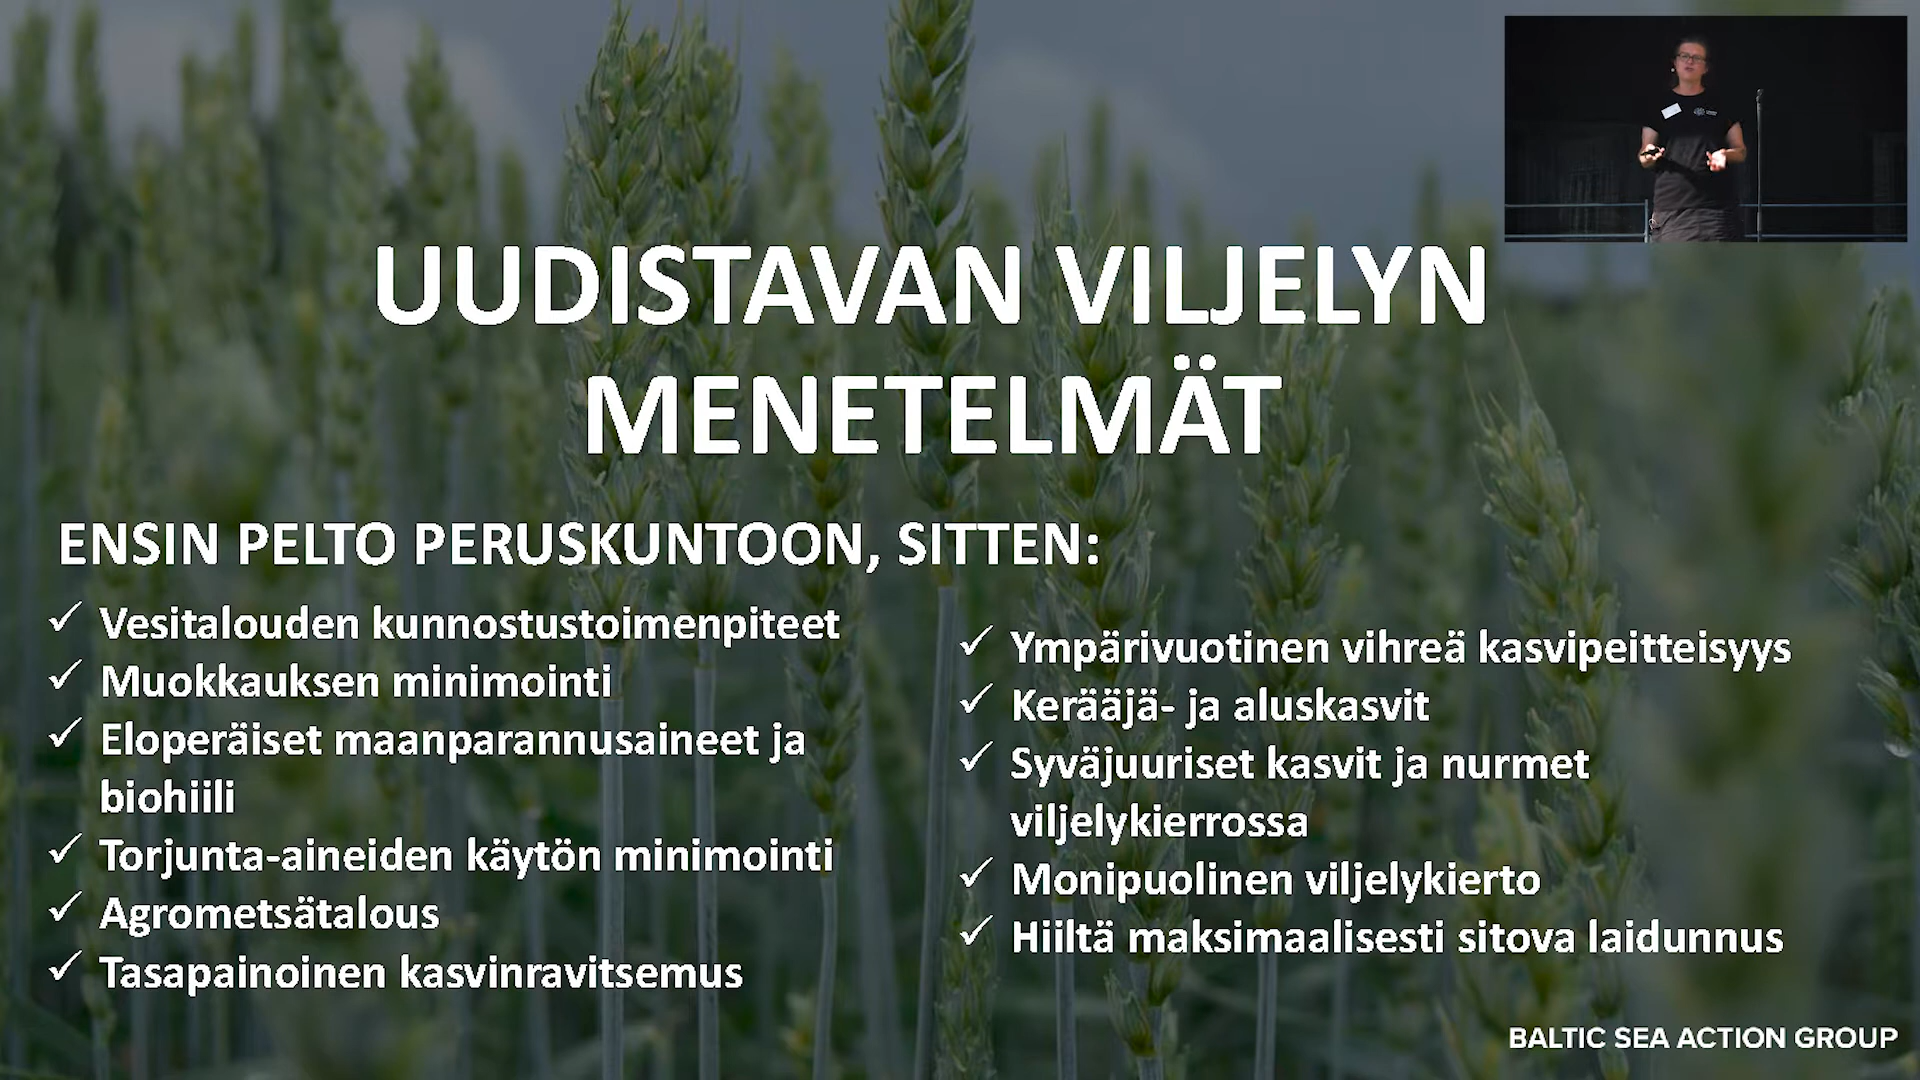 UUDISTAVAN VILJELYN
MENETELMÄT
ENSIN PELTO PERUSKUNTOON, SITTEN:
✓ Vesitalouden kunnostustoimenpiteet
✓ Muokkauksen minimointi
✓ Eloperäiset maanparannusaineet ja
biohiili
✓ Torjunta-aineiden käytön minimointi
✓ Agrometsätalous
✓ Tasapainoinen kasvinravitsemus
✓ Ympärivuotinen vihreä kasvipeitteisyys
✓ Kerääjä- ja aluskasvit
✓ Syväjuuriset kasvit ja nurmet
viljelykierrossa
✓ Monipuolinen viljelykierto
✓ Hiiltä maksimaalisesti sitova laidunnus
BALTIC SEA ACTION GROUP